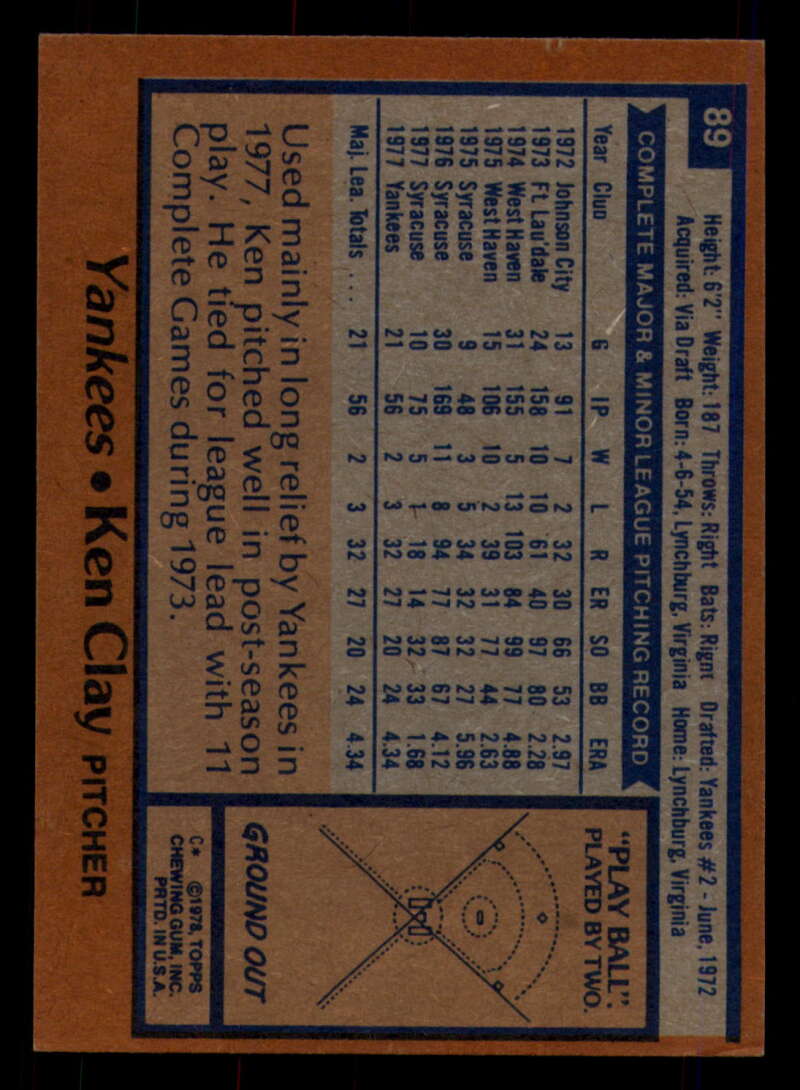 89
Height: 6'2" Weight: 187 Throws: Right Bats: Right Drafted: Yankees #2 - June, 1972
Acquired: Via Draft Born: 4-6-54, Lynchburg, Virginia Home: Lynchburg, Virginia
COMPLETE MAJOR & MINOR LEAGUE PITCHING RECORD
Year Club G IP W L R ER SO BB ERA
1972 Johnson City 13 91 7 2 32 30 66 53 2.97
1973 Ft. Lau'dale 24 158 10 10 61 40 97 80 2.28
1974 West Haven 31 155 5 13 103 84 99 77 4.88
1975 West Haven 15 106 10 2 39 31 77 44 2.63
1975 Syracuse 9 48 3 5 34 32 32 27 5.96
1976 Syracuse 30 169 11 8 94 77 87 67 4.12
1977 Syracuse 10 75 5 1 18 14 32 33 1.68
1977 Yankees 21 56 2 3 32 27 20 24 4.34
Maj. Lea. Totals ... 21 56 2 3 32 27 20 24 4.34
Used mainly in long relief by Yankees in
1977, Ken pitched well in post-season
play. He tied for league lead with 11
Complete Games during 1973.
"PLAY BALL":
PLAYED BY TWO.
GROUND OUT
C* ©1978, TOPPS
CHEWING GUM, INC.
PRTD. IN U.S.A.
Yankees • Ken Clay PITCHER